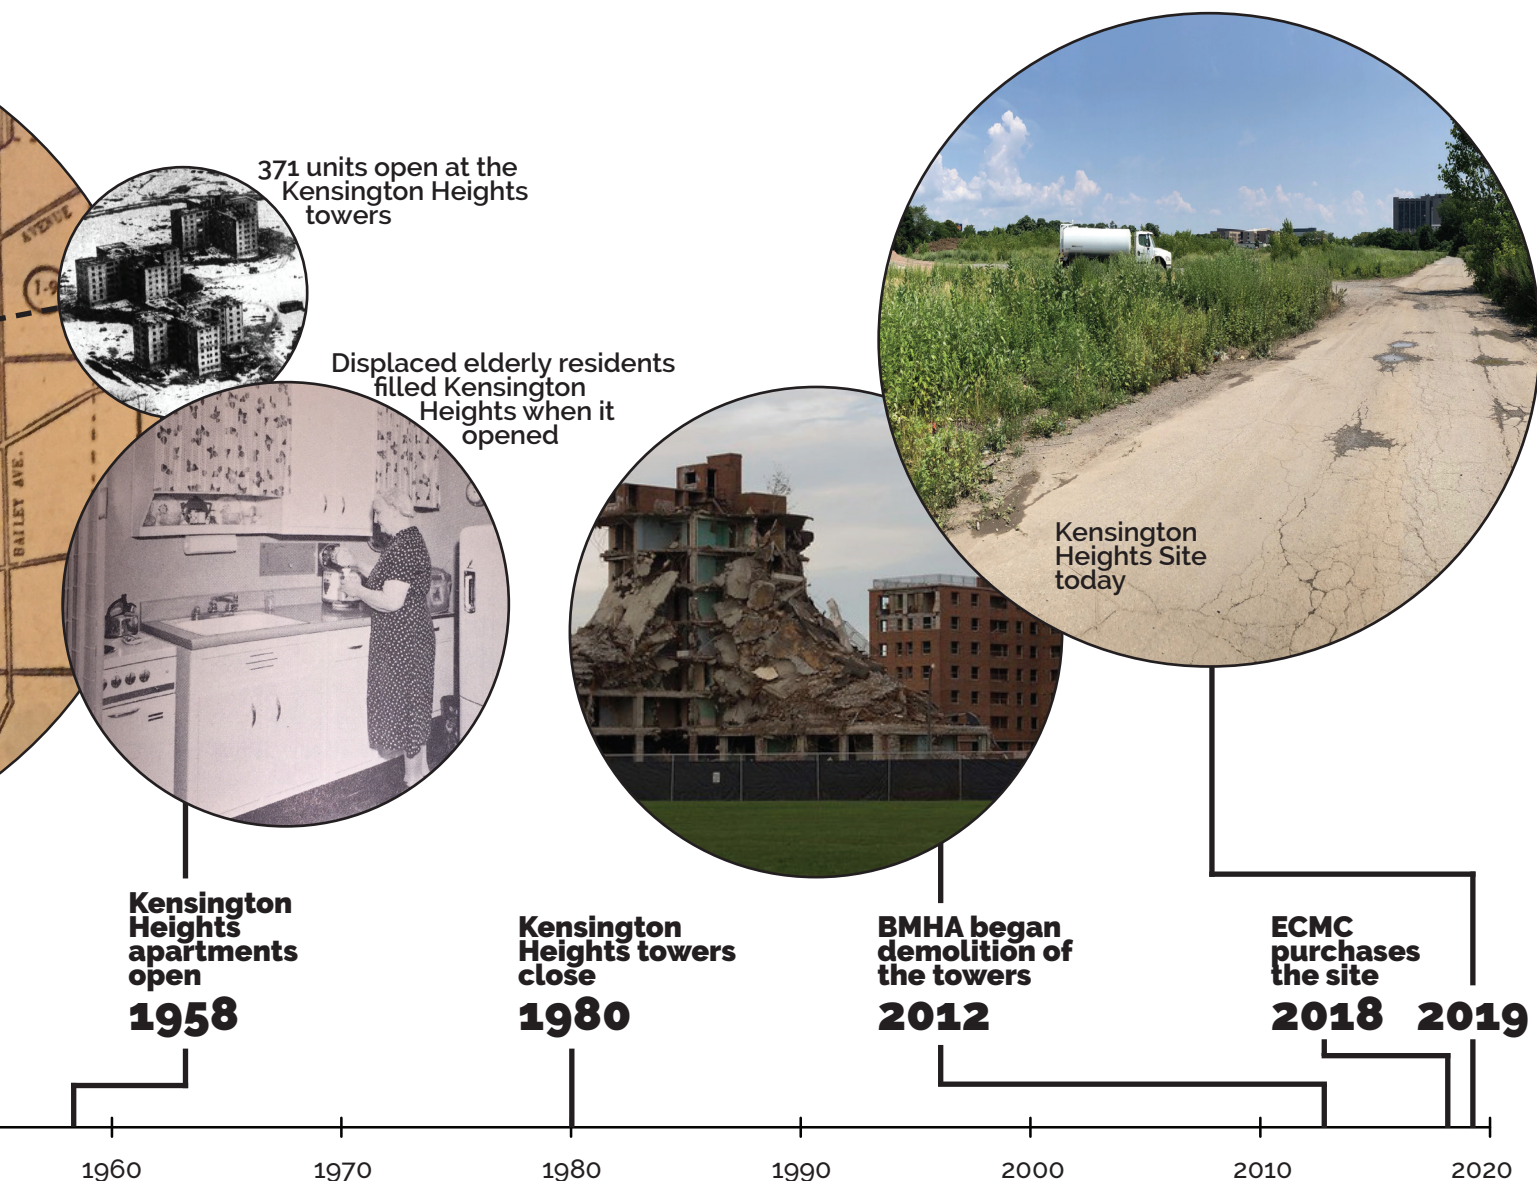 371 units open at the
Kensington Heights
towers
AVENUE
BAILEY AVE.
Displaced elderly residents
filled Kensington
Heights when it
opened
Kensington
Heights Site
today
Kensington
Heights
apartments
open
1958
Kensington
Heights towers
close
1980
BMHA began
demolition of
the towers
2012
ECMC
purchases
the site
2018
2019
1960
1970
1980
1990
2000
2010
2020